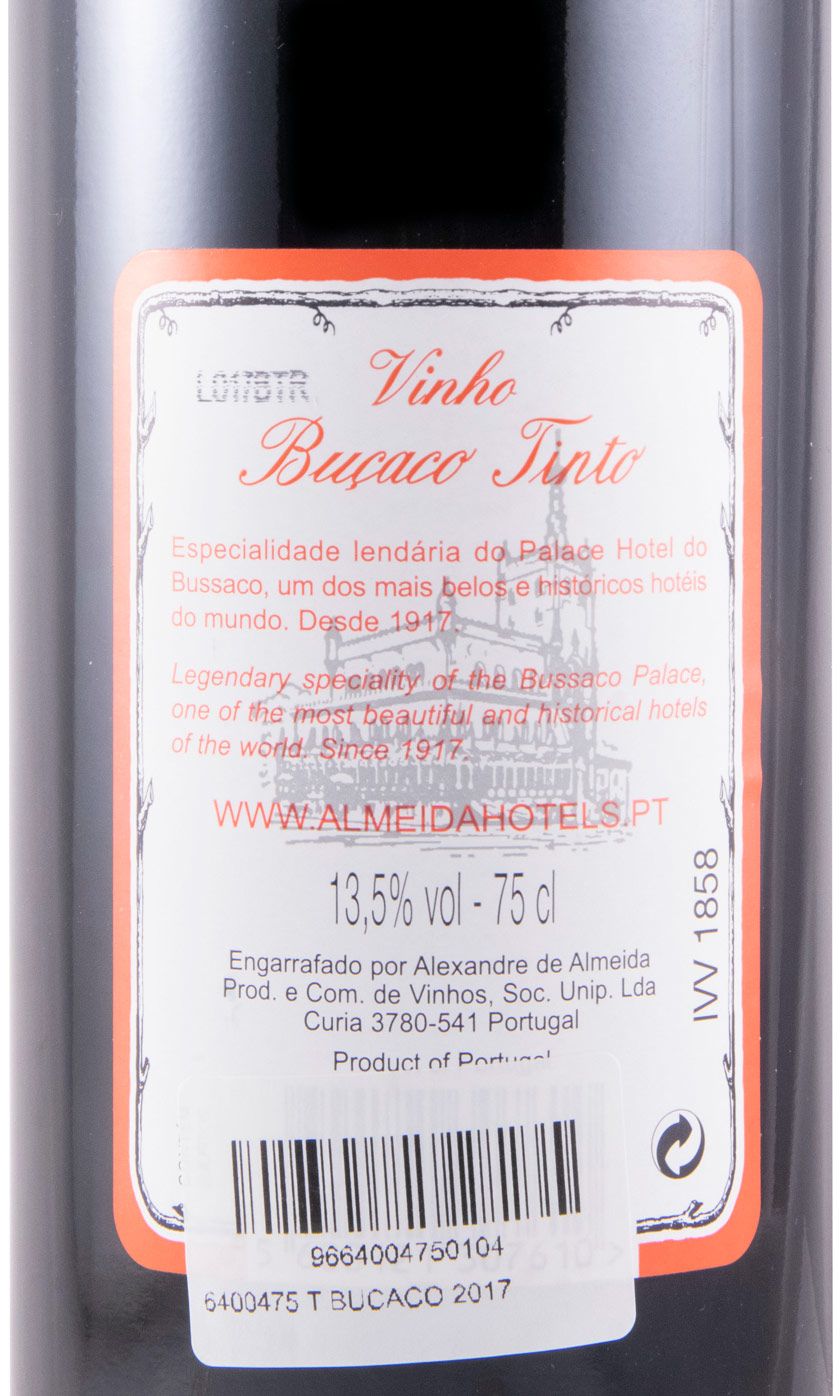 Vinho
Buçaco Tinto
Especialidade lendária do Palace Hotel do
Bussaco, um dos mais belos e históricos hotéis
do mundo. Desde 1917.
Legendary speciality of the Bussaco Palace,
one of the most beautiful and historical hotels
of the world. Since 1917.
WWW.ALMEIDAHOTELS.PT
13,5% vol - 75 cl
Engarrafado por Alexandre de Almeida
Prod. e Com. de Vinhos, Soc. Unip. Lda
Curia 3780-541 Portugal
Product of Portugal
IVV 1858
9664004750104
6400475 T BUCACO 2017